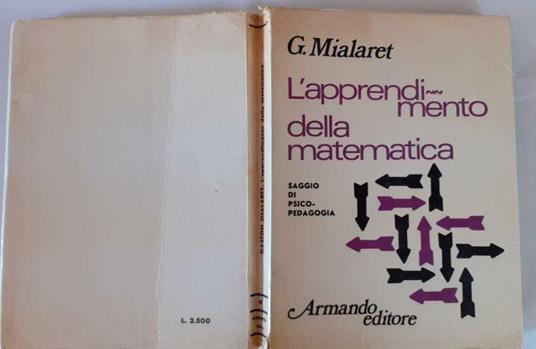 G. Mialaret
L'apprendi~
mento
della
matematica
SAGGIO
DI
PSICO-
PEDAGOGIA
Armando
editore
GASTON MIALARET, L'apprendimento della matematica
L. 2.500